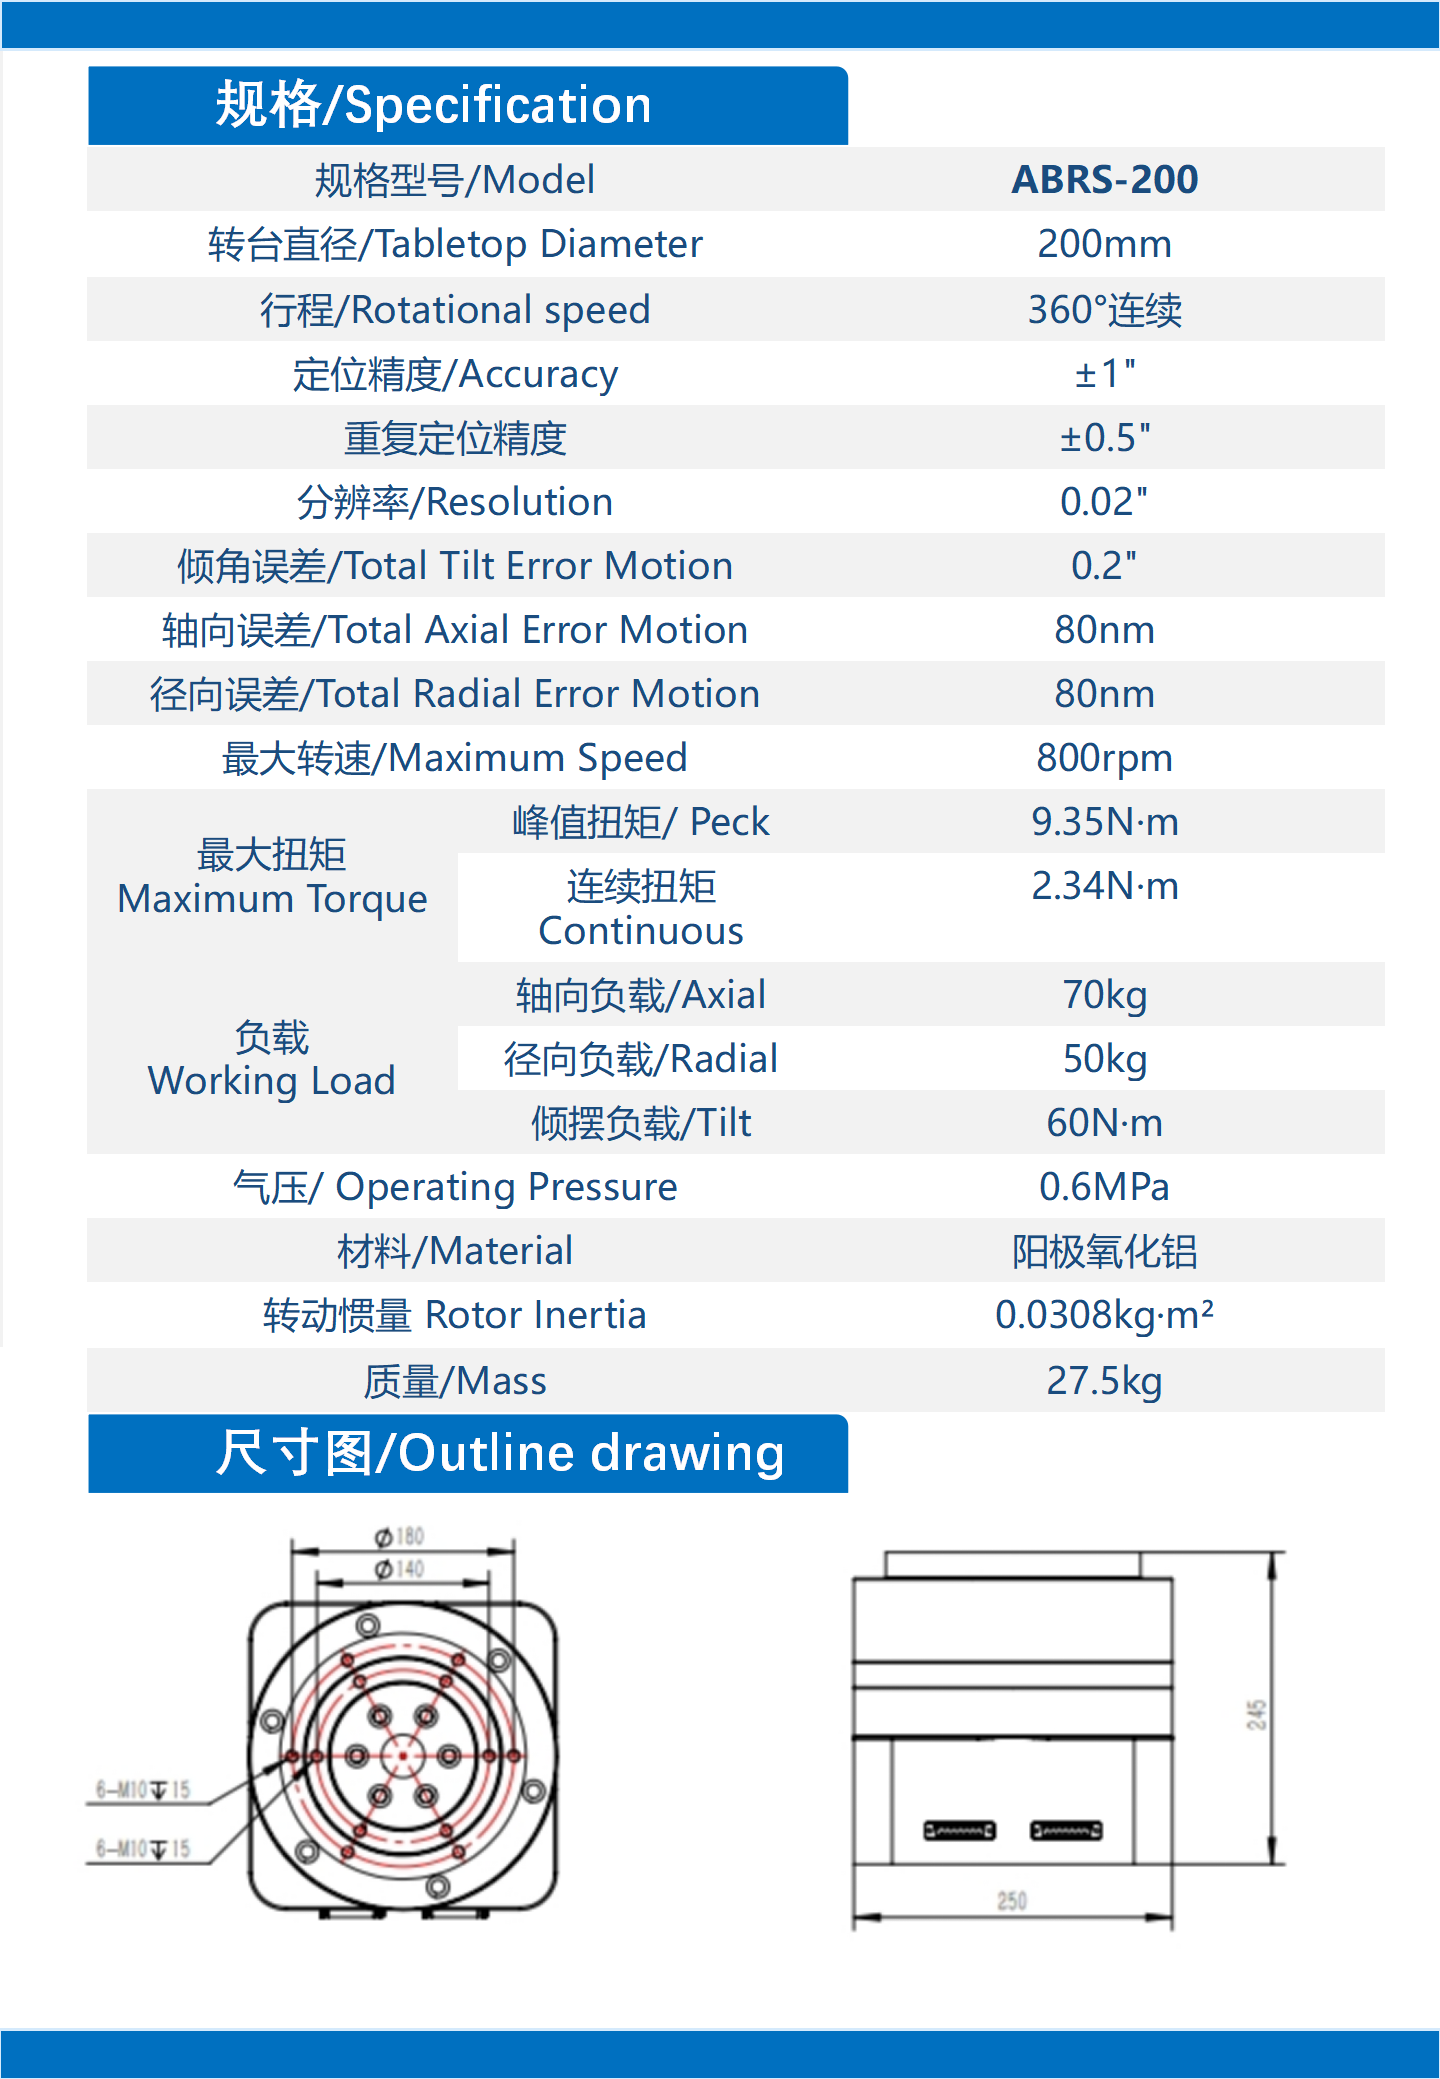 规格/Specification
规格型号/Model ABRS-200
转台直径/Tabletop Diameter 200mm
行程/Rotational speed 360°连续
定位精度/Accuracy ±1"
重复定位精度 ±0.5"
分辨率/Resolution 0.02"
倾角误差/Total Tilt Error Motion 0.2"
轴向误差/Total Axial Error Motion 80nm
径向误差/Total Radial Error Motion 80nm
最大转速/Maximum Speed 800rpm
最大扭矩
Maximum Torque
峰值扭矩/ Peck 9.35N·m
连续扭矩 2.34N·m
Continuous
负载
Working Load
轴向负载/Axial 70kg
径向负载/Radial 50kg
倾摆负载/Tilt 60N·m
气压/ Operating Pressure 0.6MPa
材料/Material 阳极氧化铝
转动惯量 Rotor Inertia 0.0308kg·m²
质量/Mass 27.5kg
尺寸图/Outline drawing
⌀180
⌀140
6-M10↧15
6-M10↧15
245
250